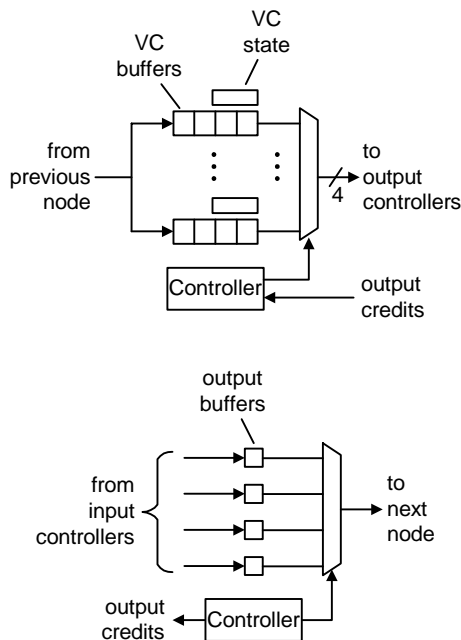 VC
buffers
VC
state
from
previous
node
to
output
controllers
4
Controller
output
credits
output
buffers
from
input
controllers
to
next
node
output
credits
Controller